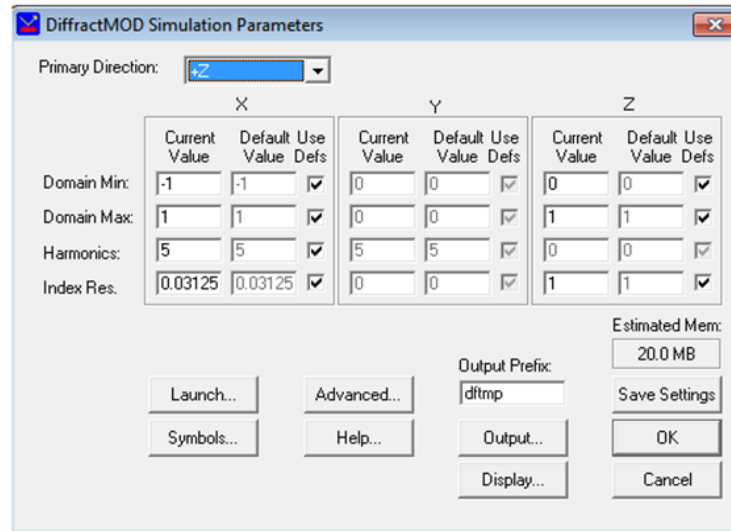 DiffractMOD Simulation Parameters
Primary Direction: +Z
X Y Z
Current Value Default Value Use Defs Current Value Default Value Use Defs Current Value Default Value Use Defs
Domain Min: -1 -1 0 0 0 0
Domain Max: 1 1 0 0 1 1
Harmonics: 5 5 5 5 0 0
Index Res. 0.03125 0.03125 0 0 1 1
Estimated Mem:
20.0 MB
Output Prefix:
Launch... Advanced... dftmp Save Settings
Symbols... Help... Output... OK
Display... Cancel